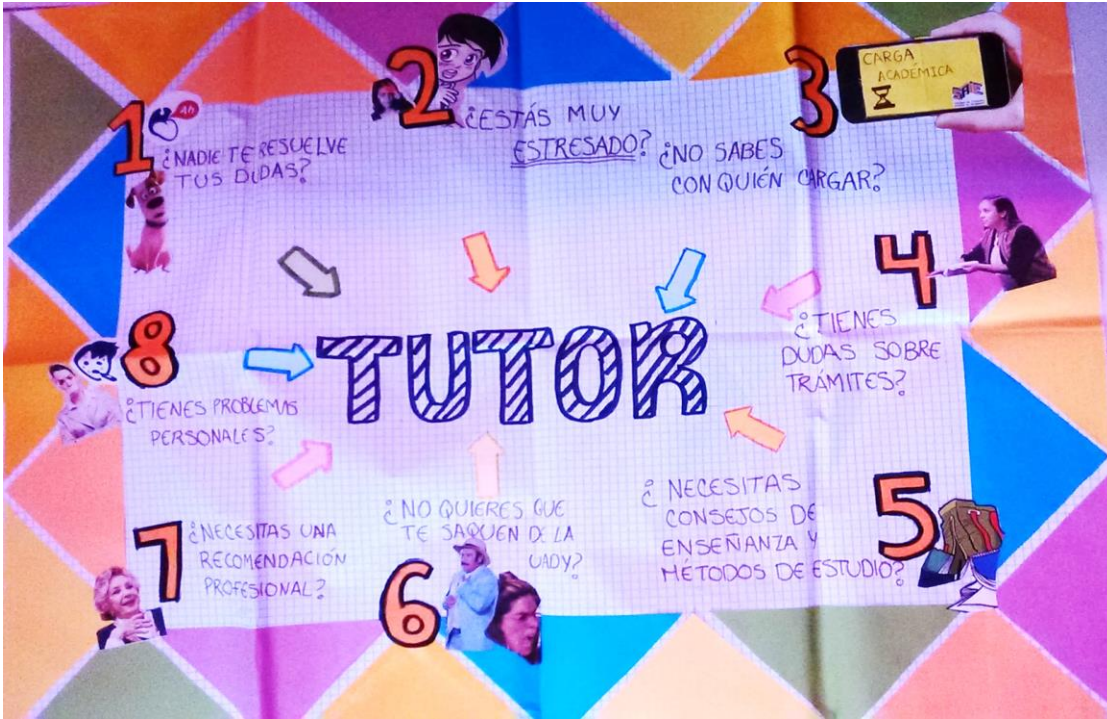 1
Ah
¿NADIE TE RESUELVE
TUS DUDAS?
2
¿ESTÁS MUY
ESTRESADO?
3
CARGA
ACADÉMICA
¿NO SABES
CON QUIÉN CARGAR?
4
¿TIENES
DUDAS SOBRE
TRÁMITES?
TUTOR
5
¿NECESITAS
CONSEJOS DE
ENSEÑANZA Y
MÉTODOS DE ESTUDIO?
6
¿NO QUIERES QUE
TE SAQUEN DE LA
UADY?
7
¿NECESITAS UNA
RECOMENDACIÓN
PROFESIONAL?
8
¿TIENES PROBLEMAS
PERSONALES?